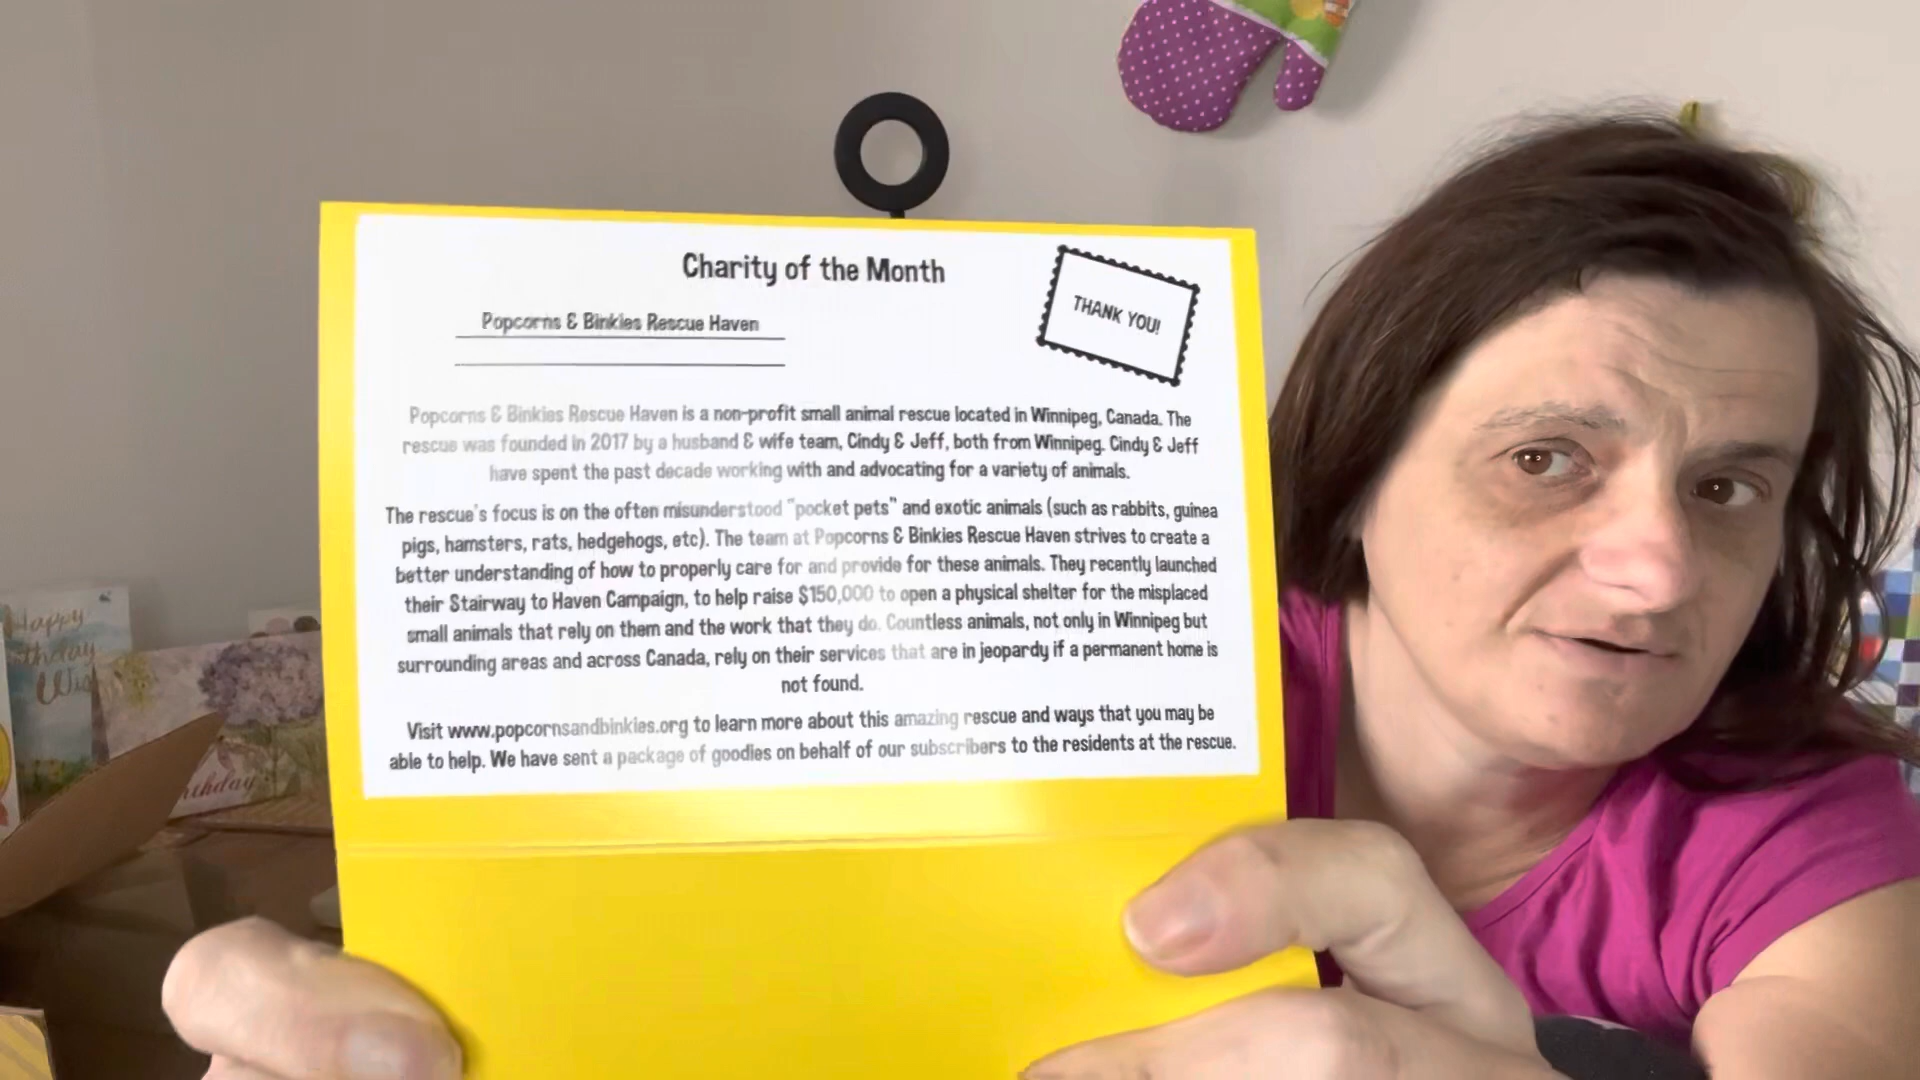 Charity of the Month
THANK YOU!
Popcorns & Binkies Rescue Haven
Popcorns & Binkies Rescue Haven is a non-profit small animal rescue located in Winnipeg, Canada. The
rescue was founded in 2017 by a husband & wife team, Cindy & Jeff, both from Winnipeg. Cindy & Jeff
have spent the past decade working with and advocating for a variety of animals.
The rescue's focus is on the often misunderstood "pocket pets" and exotic animals (such as rabbits, guinea
pigs, hamsters, rats, hedgehogs, etc). The team at Popcorns & Binkies Rescue Haven strives to create a
better understanding of how to properly care for and provide for these animals. They recently launched
their Stairway to Haven Campaign, to help raise $150,000 to open a physical shelter for the misplaced
small animals that rely on them and the work that they do. Countless animals, not only in Winnipeg but
surrounding areas and across Canada, rely on their services that are in jeopardy if a permanent home is
not found.
Visit www.popcornsandbinkies.org to learn more about this amazing rescue and ways that you may be
able to help. We have sent a package of goodies on behalf of our subscribers to the residents at the rescue.
Happy